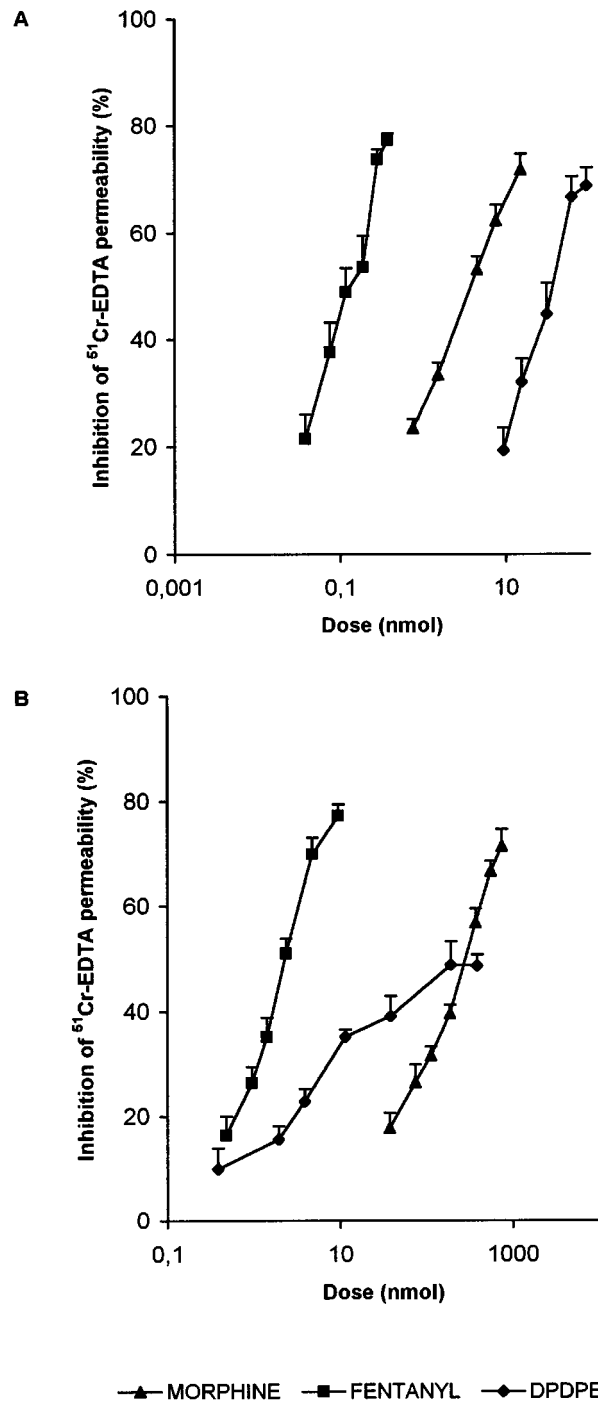 A
Inhibition of ⁵¹Cr-EDTA permeability (%)
100
80
60
40
20
0
0,001
0,1
10
Dose (nmol)
B
Inhibition of ⁵¹Cr-EDTA permeability (%)
100
80
60
40
20
0
0,1
10
1000
Dose (nmol)
MORPHINE FENTANYL DPDPE